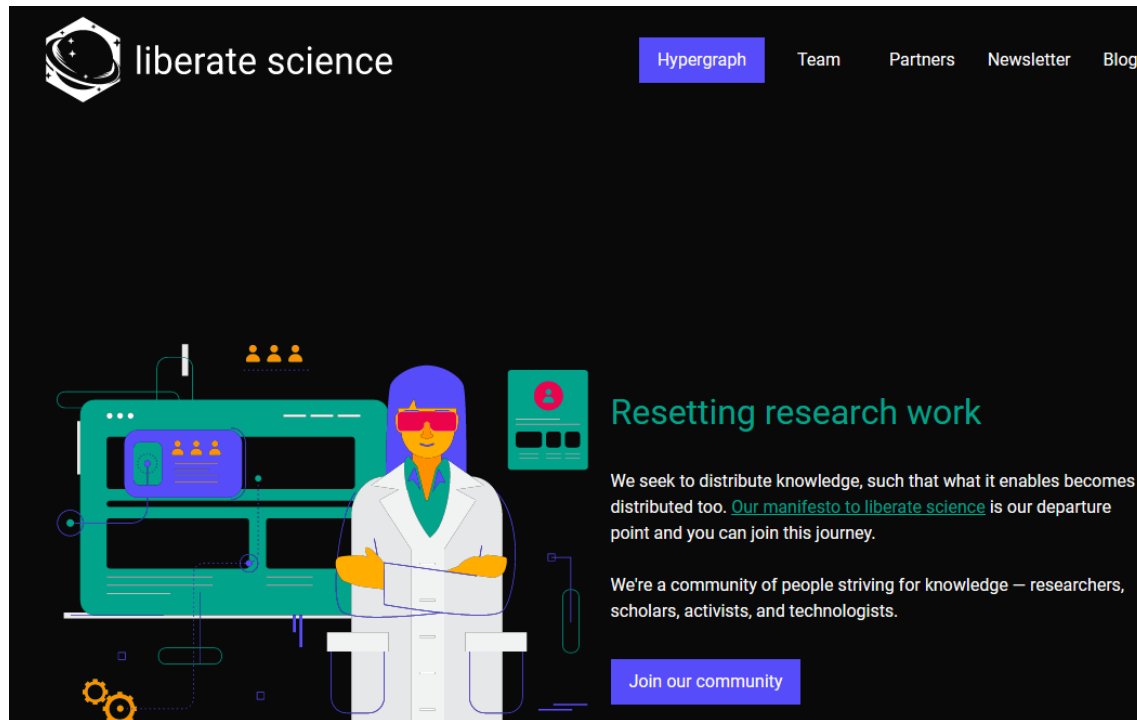 liberate science
Hypergraph
Team
Partners
Newsletter
Blog
Resetting research work
We seek to distribute knowledge, such that what it enables becomes
distributed too. Our manifesto to liberate science is our departure
point and you can join this journey.
We're a community of people striving for knowledge — researchers,
scholars, activists, and technologists.
Join our community